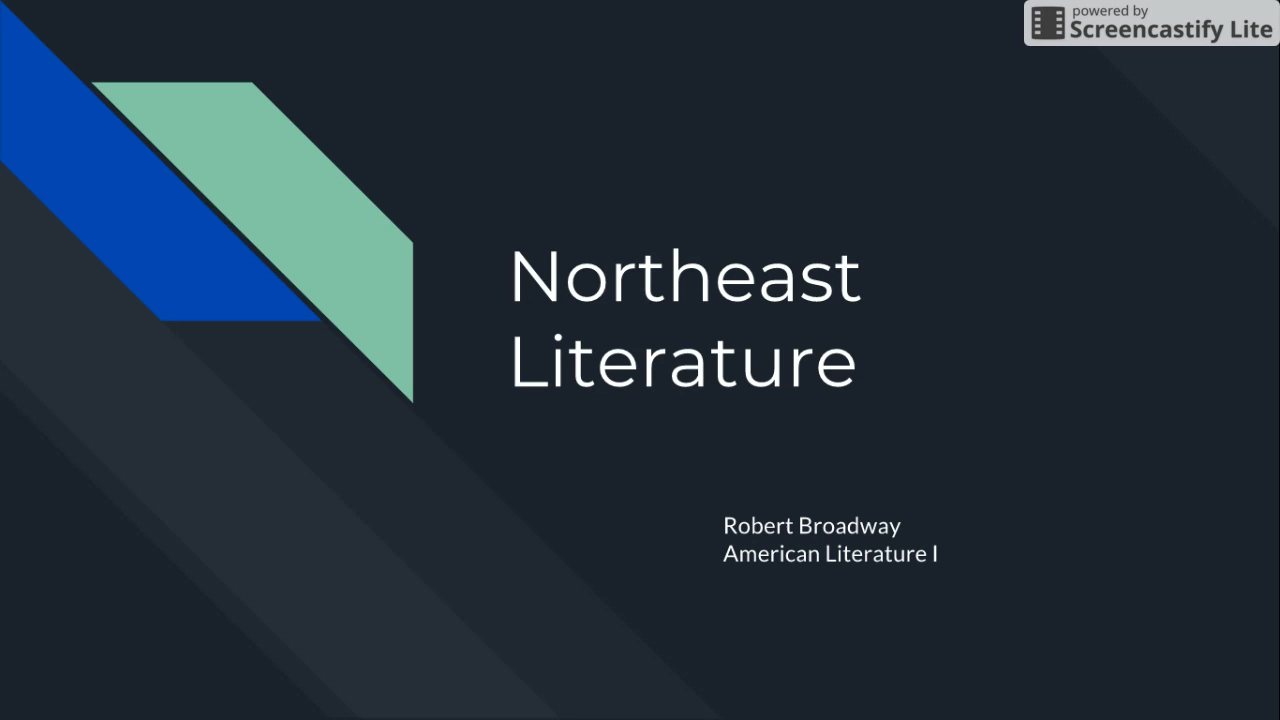 powered by
Screencastify Lite
Northeast
Literature
Robert Broadway
American Literature I